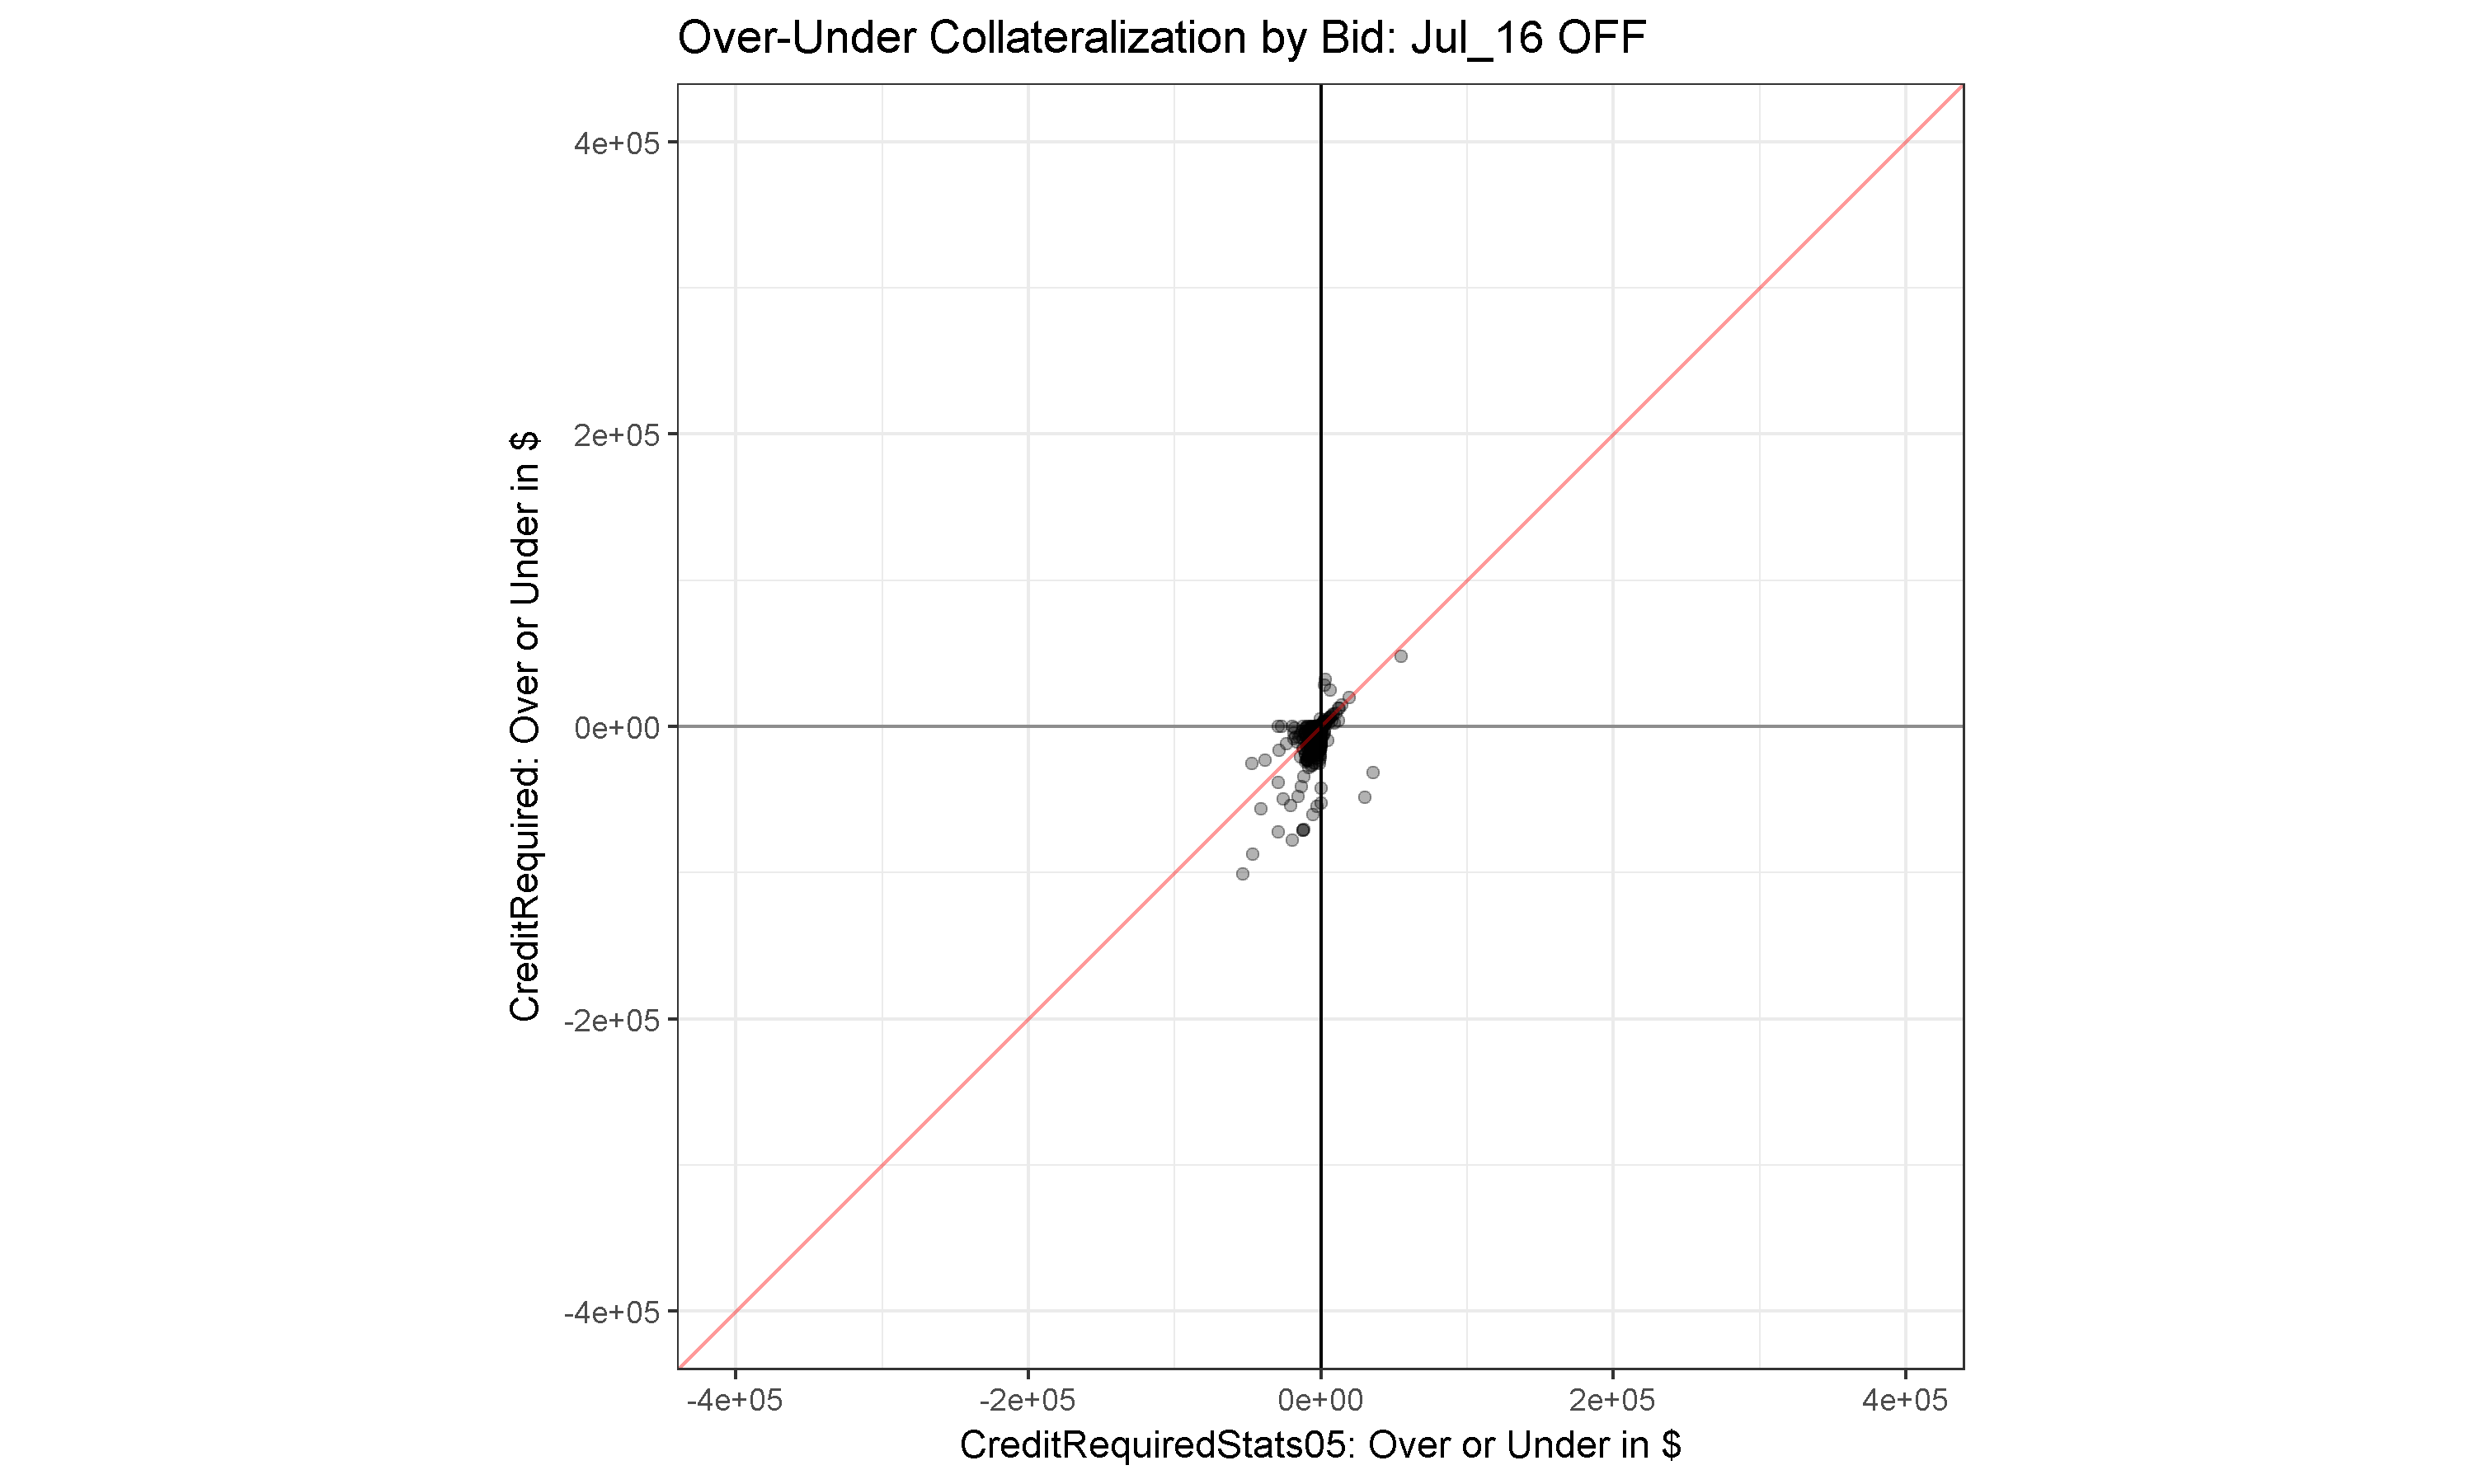 Over-Under Collateralization by Bid: Jul_16 OFF
CreditRequired: Over or Under in $
4e+05
2e+05
0e+00
-2e+05
-4e+05
-4e+05 -2e+05 0e+00 2e+05 4e+05
CreditRequiredStats05: Over or Under in $